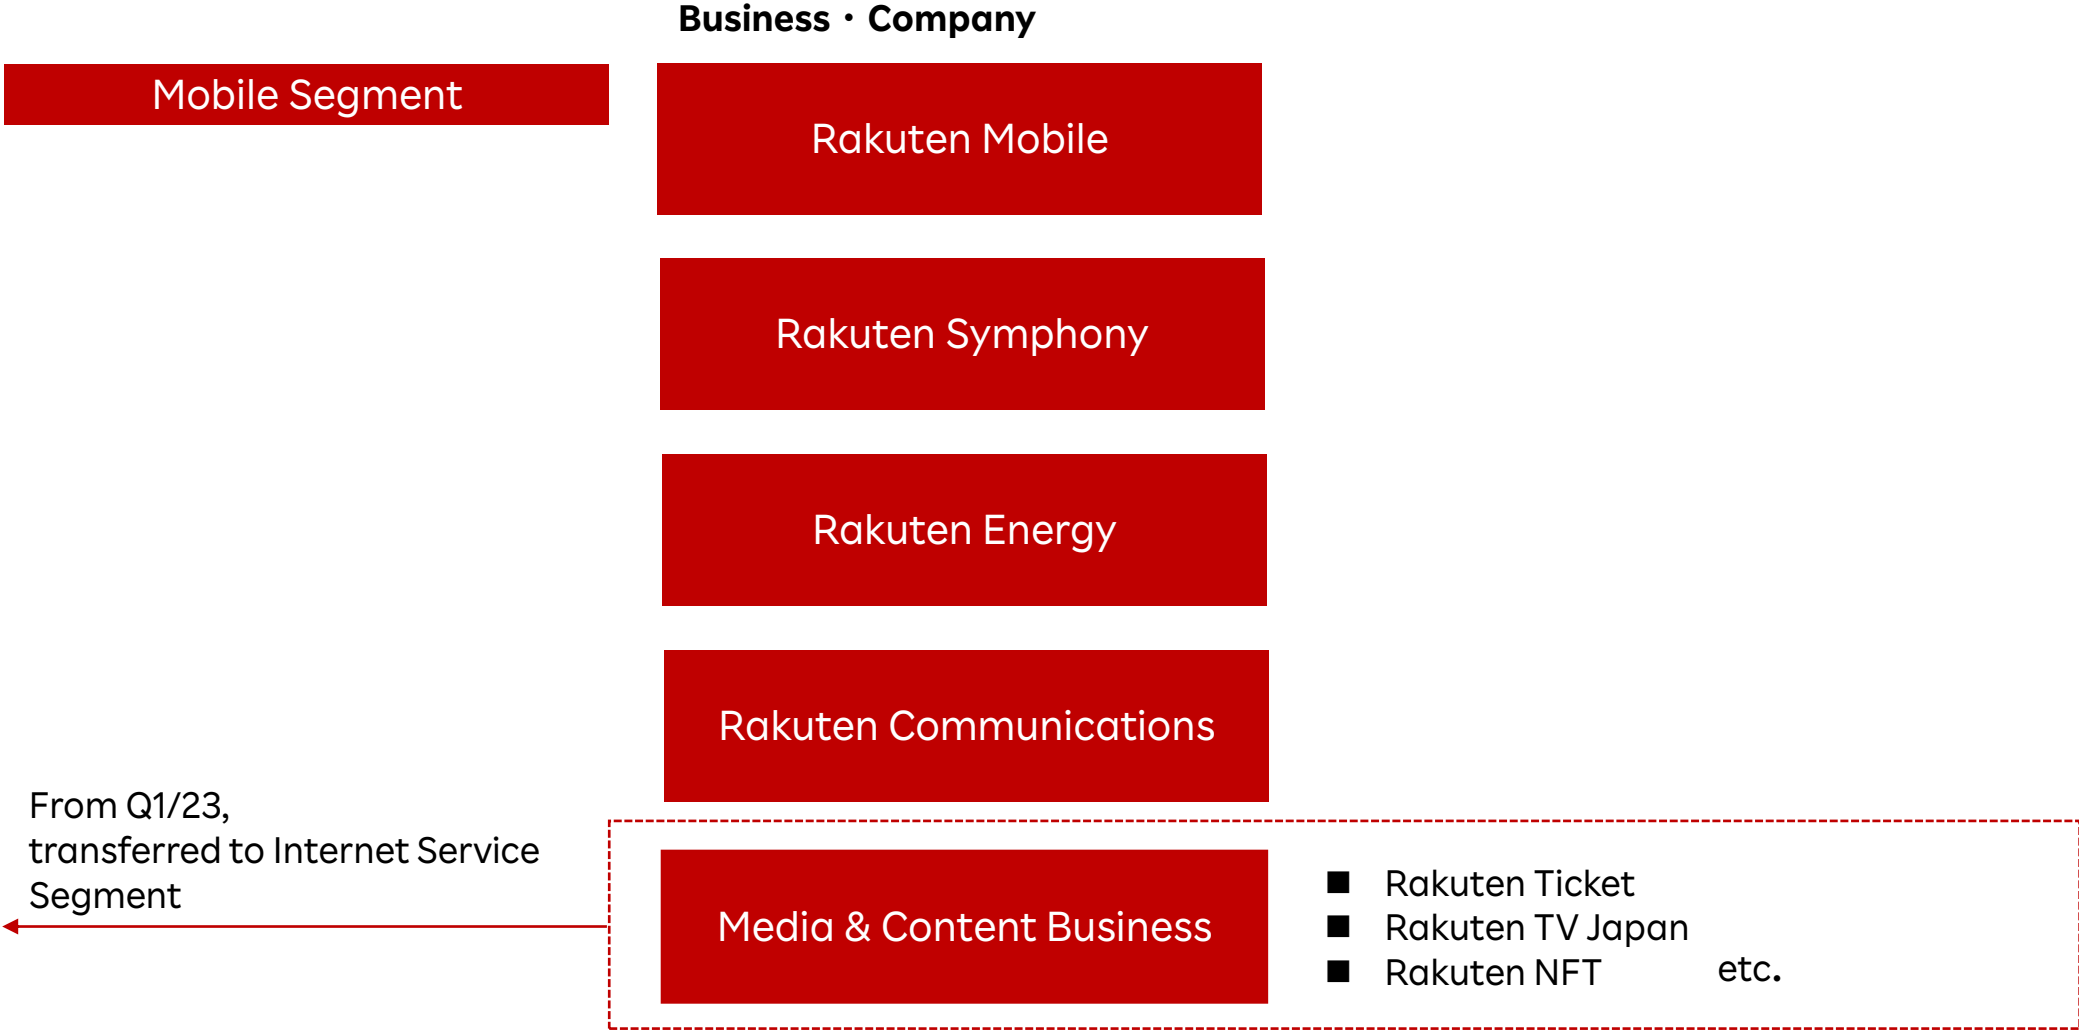 Business・Company
Mobile Segment
Rakuten Mobile
Rakuten Symphony
Rakuten Energy
Rakuten Communications
From Q1/23,
transferred to Internet Service
Segment
Media & Content Business
■ Rakuten Ticket
■ Rakuten TV Japan
■ Rakuten NFT etc.